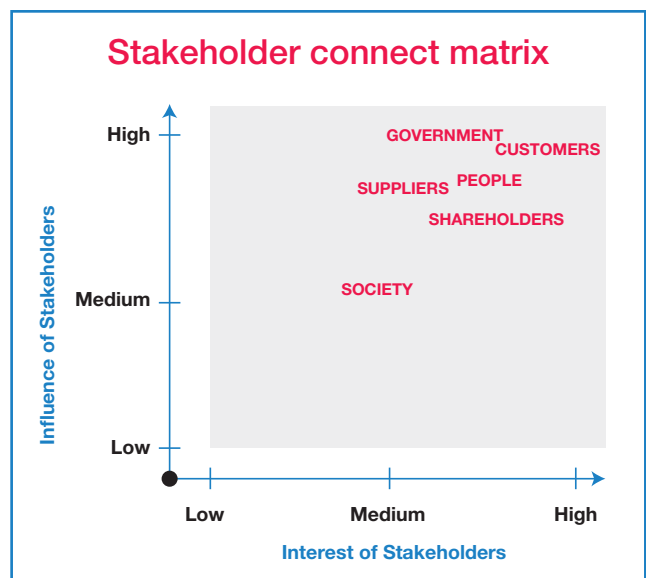 Stakeholder connect matrix
High
GOVERNMENT
CUSTOMERS
PEOPLE
SUPPLIERS
SHAREHOLDERS
SOCIETY
Medium
Low
Influence of Stakeholders
Low
Medium
High
Interest of Stakeholders